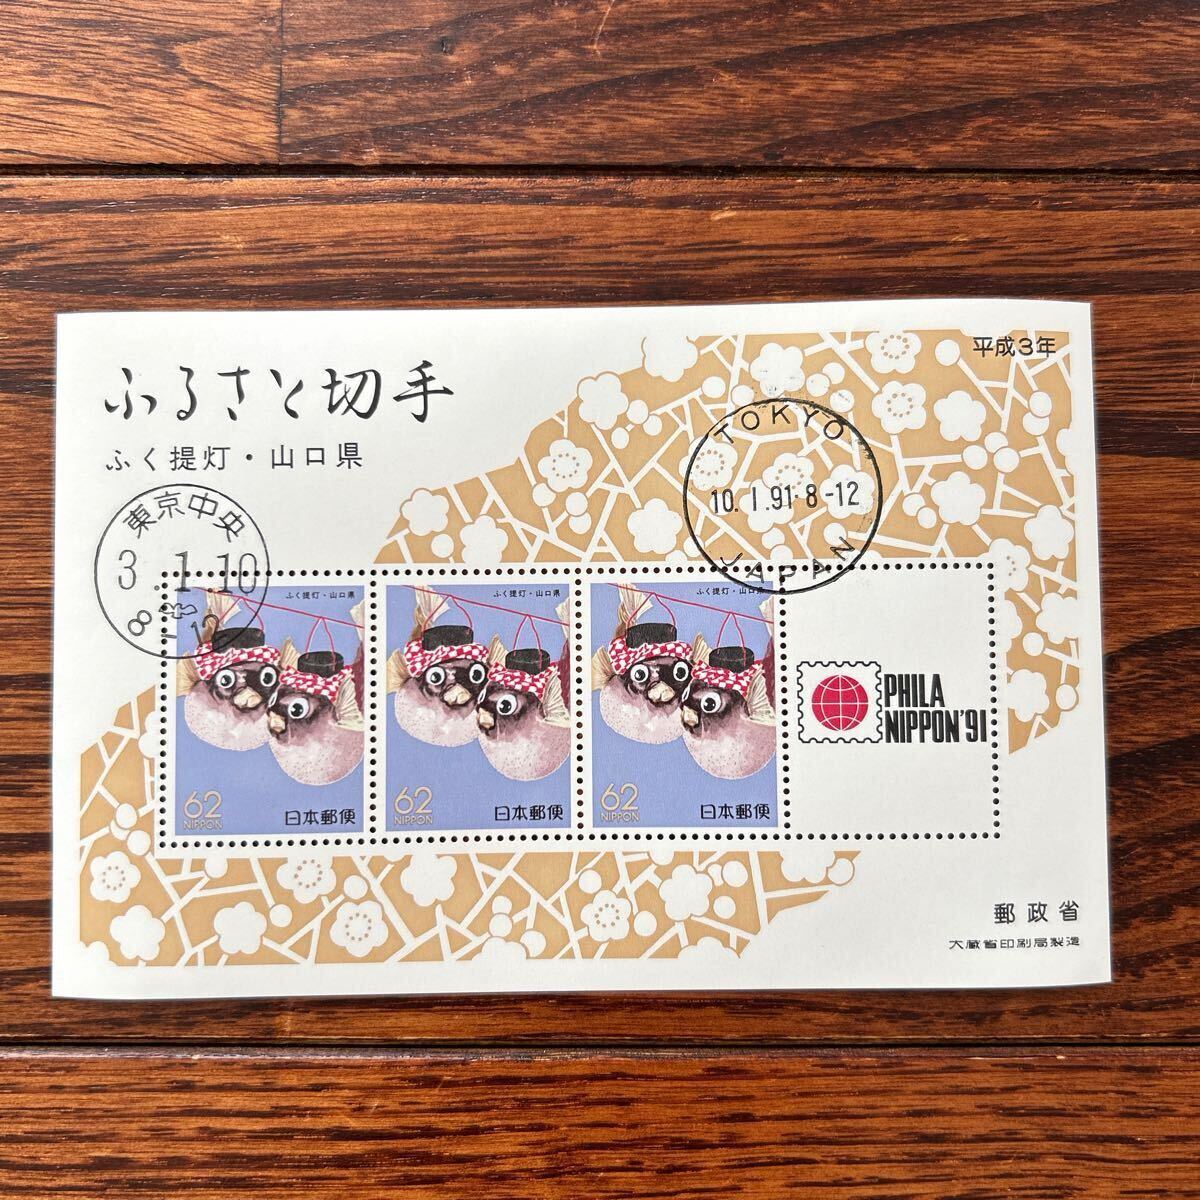 平成3年
ふるさと切手
ふく提灯・山口県
東京中央
3.1.10
8-12
TOKYO
10.I.91 8-12
JAPAN
ふく提灯・山口県
62
NIPPON
日本郵便
ふく提灯・山口県
62
NIPPON
日本郵便
ふく提灯・山口県
62
NIPPON
日本郵便
PHILA
NIPPON'91
郵政省
大蔵省印刷局製造